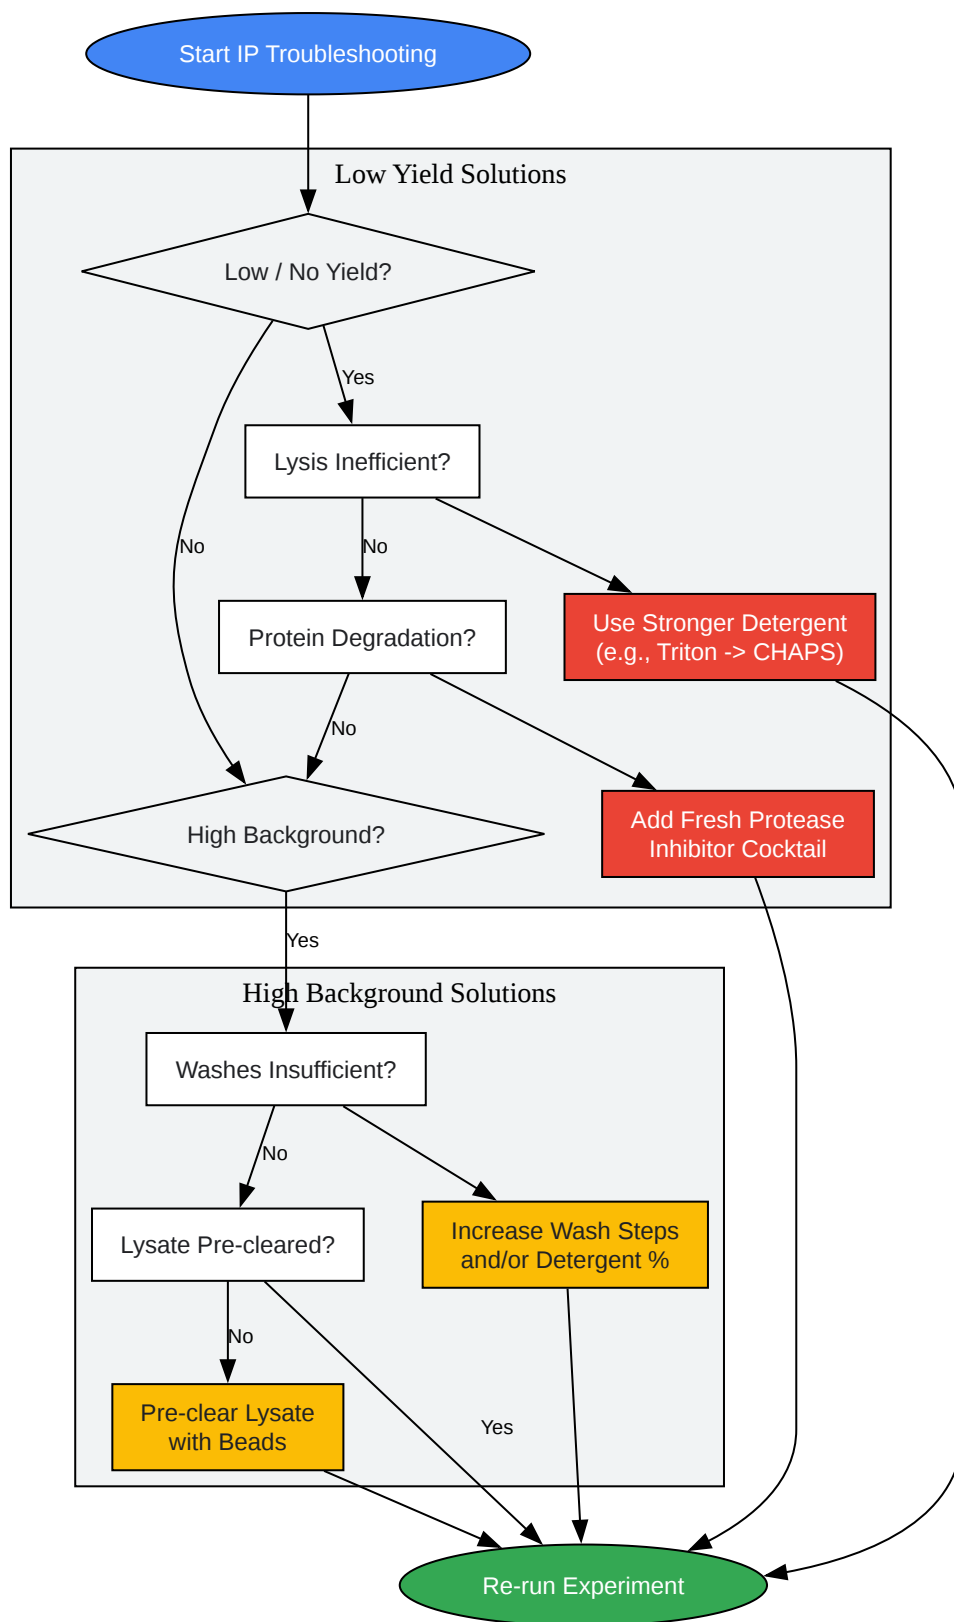 Start IP Troubleshooting
Low Yield Solutions
Low / No Yield?
Yes
Lysis Inefficient?
No
No
Use Stronger Detergent
(e.g., Triton -> CHAPS)
Protein Degradation?
No
Add Fresh Protease
Inhibitor Cocktail
High Background?
Yes
High Background Solutions
Washes Insufficient?
No
Increase Wash Steps
and/or Detergent %
Lysate Pre-cleared?
No
Pre-clear Lysate
with Beads
Yes
Re-run Experiment